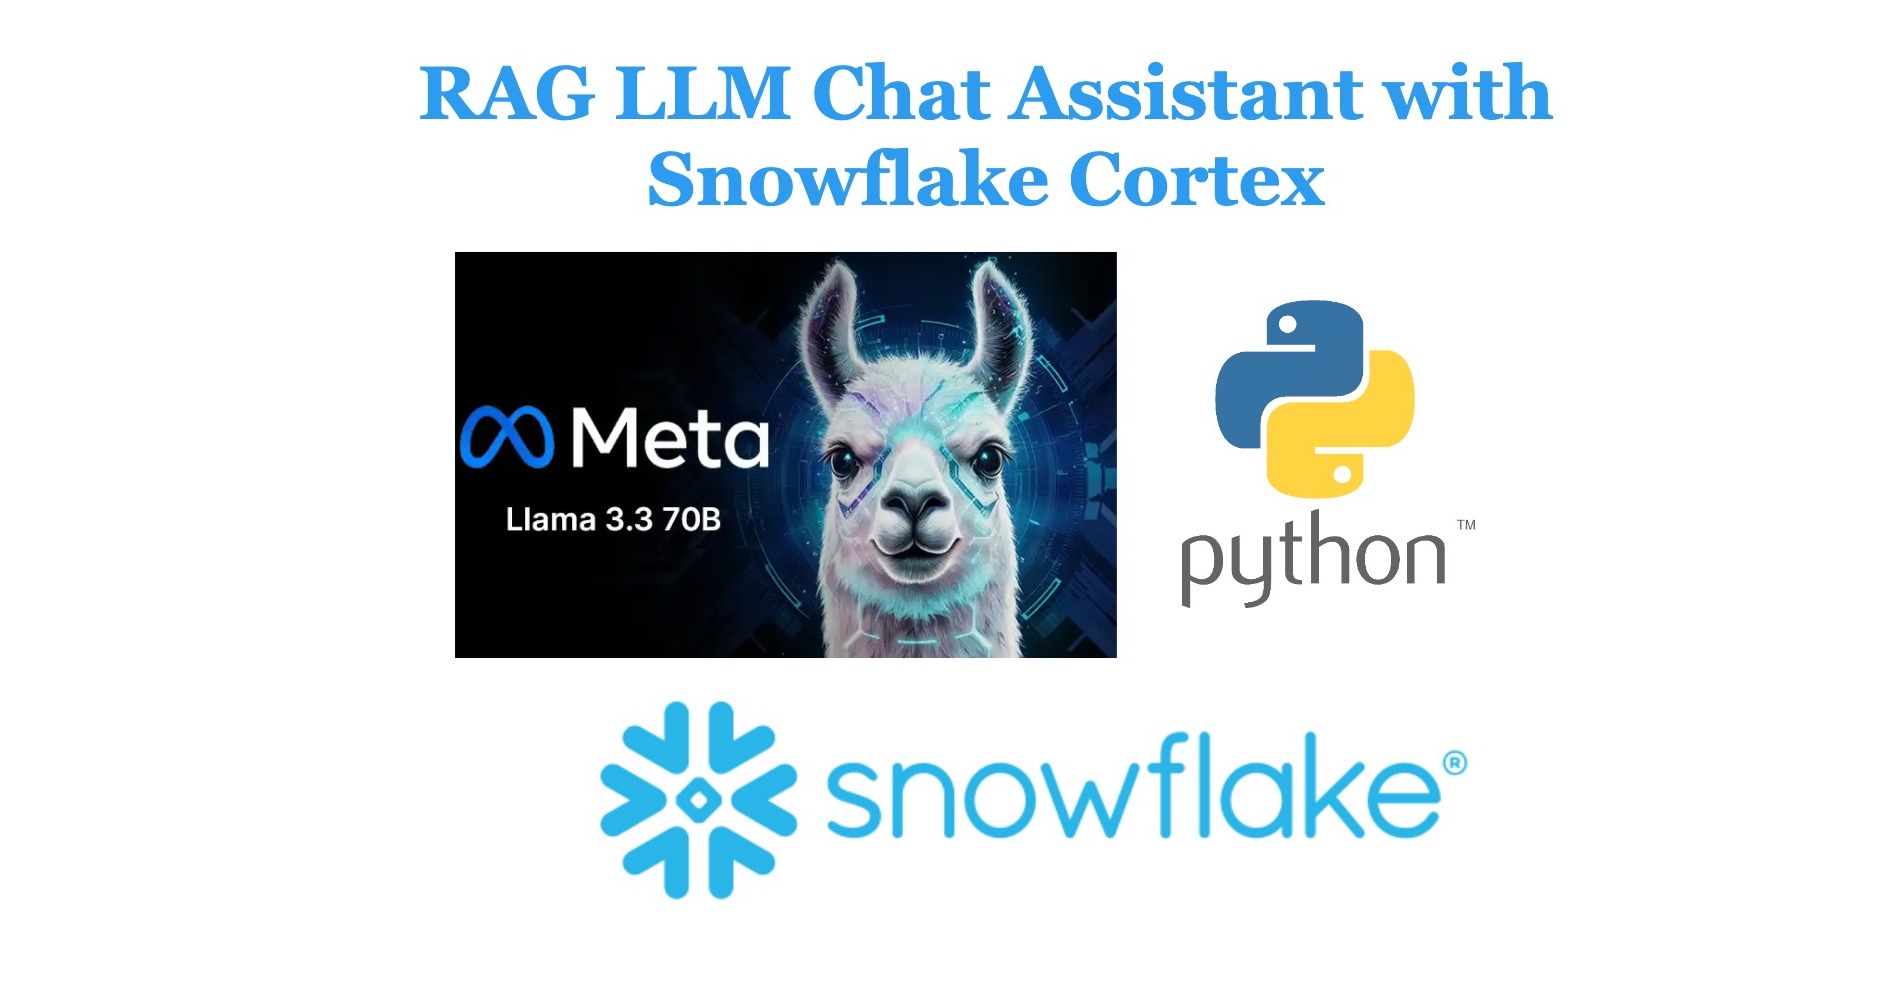 RAG LLM Chat Assistant with
Snowflake Cortex
Meta
Llama 3.3 70B
python™
snowflake®